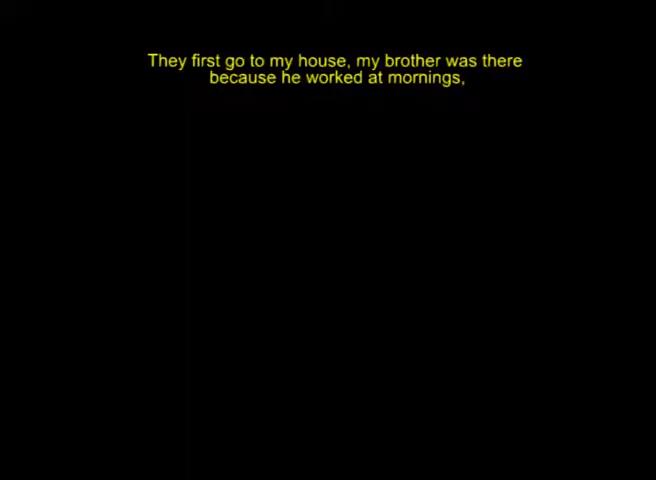 They first go to my house, my brother was there
because he worked at mornings,